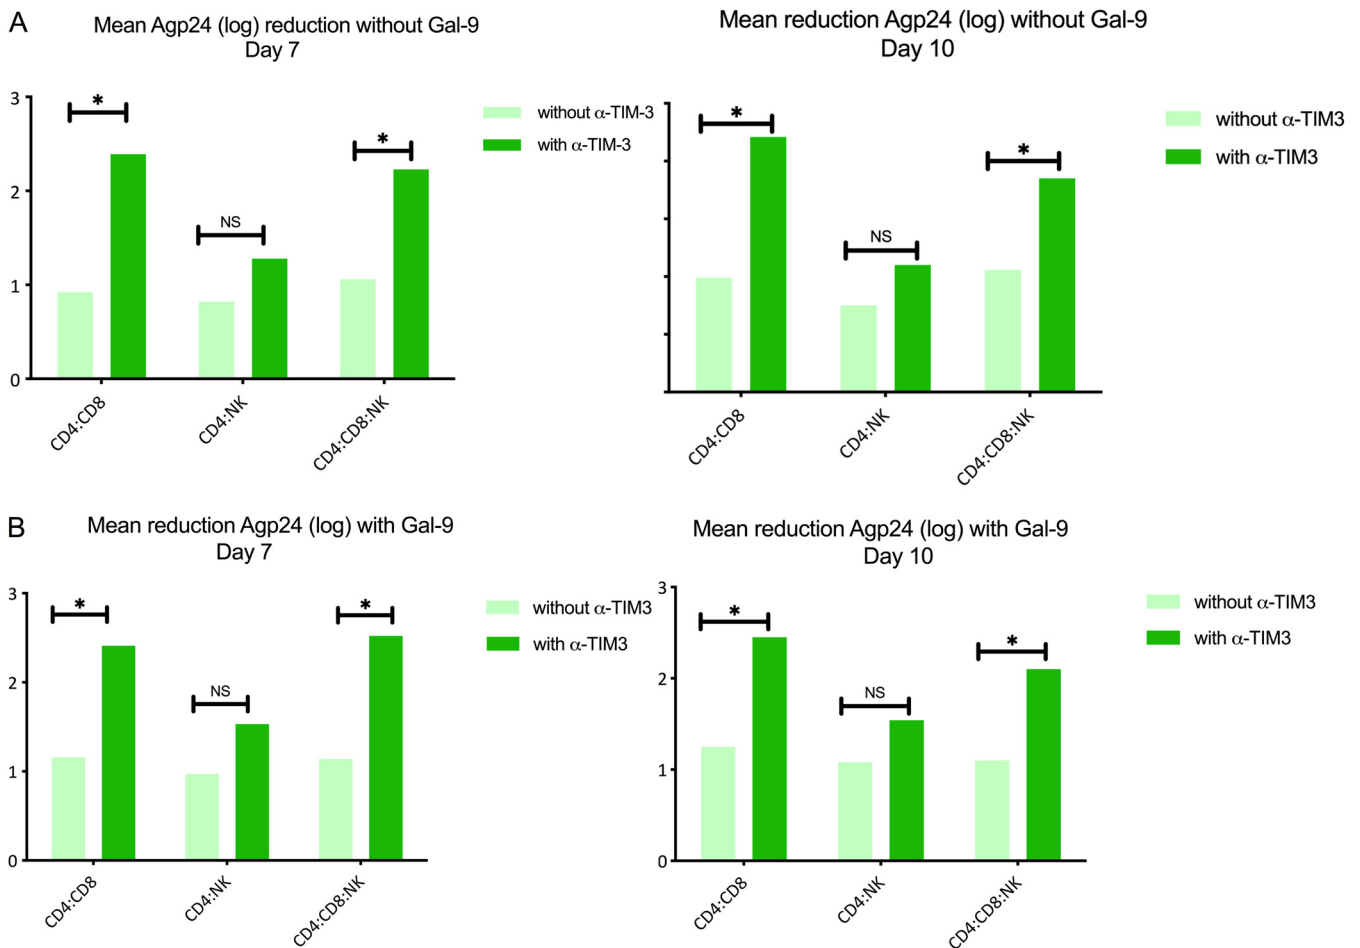 A
Mean Agp24 (log) reduction without Gal-9
Day 7
3
2
1
0
*
NS
*
without α-TIM-3
with α-TIM-3
CD4:CD8
CD4:NK
CD4:CD8:NK
Mean reduction Agp24 (log) without Gal-9
Day 10
*
NS
*
without α-TIM3
with α-TIM3
CD4:CD8
CD4:NK
CD4:CD8:NK
B
Mean reduction Agp24 (log) with Gal-9
Day 7
3
2
1
0
*
NS
*
without α-TIM3
with α-TIM3
CD4:CD8
CD4:NK
CD4:CD8:NK
Mean reduction Agp24 (log) with Gal-9
Day 10
3
2
1
0
*
NS
*
without α-TIM3
with α-TIM3
CD4:CD8
CD4:NK
CD4:CD8:NK